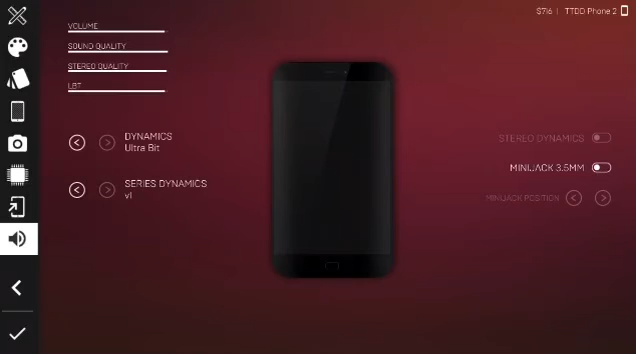 $716 | TTDD Phone 2
VOLUME
SOUND QUALITY
STEREO QUALITY
DYNAMICS
Ultra Bit
STEREO DYNAMICS
MINIJACK 3.5MM
SERIES DYNAMICS
v1
MINIJACK POSITION